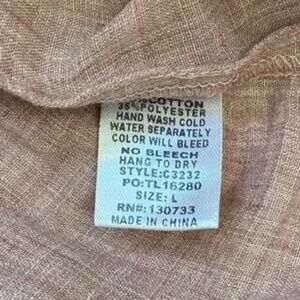 COTTON
POLYESTER
HAND WASH COLD
WATER SEPARATELY
COLOR WILL BLEED
NO BLEECH
HANG TO DRY
STYLE:C3232
PO:TL16280
SIZE: L
RN#:130733
MADE IN CHINA